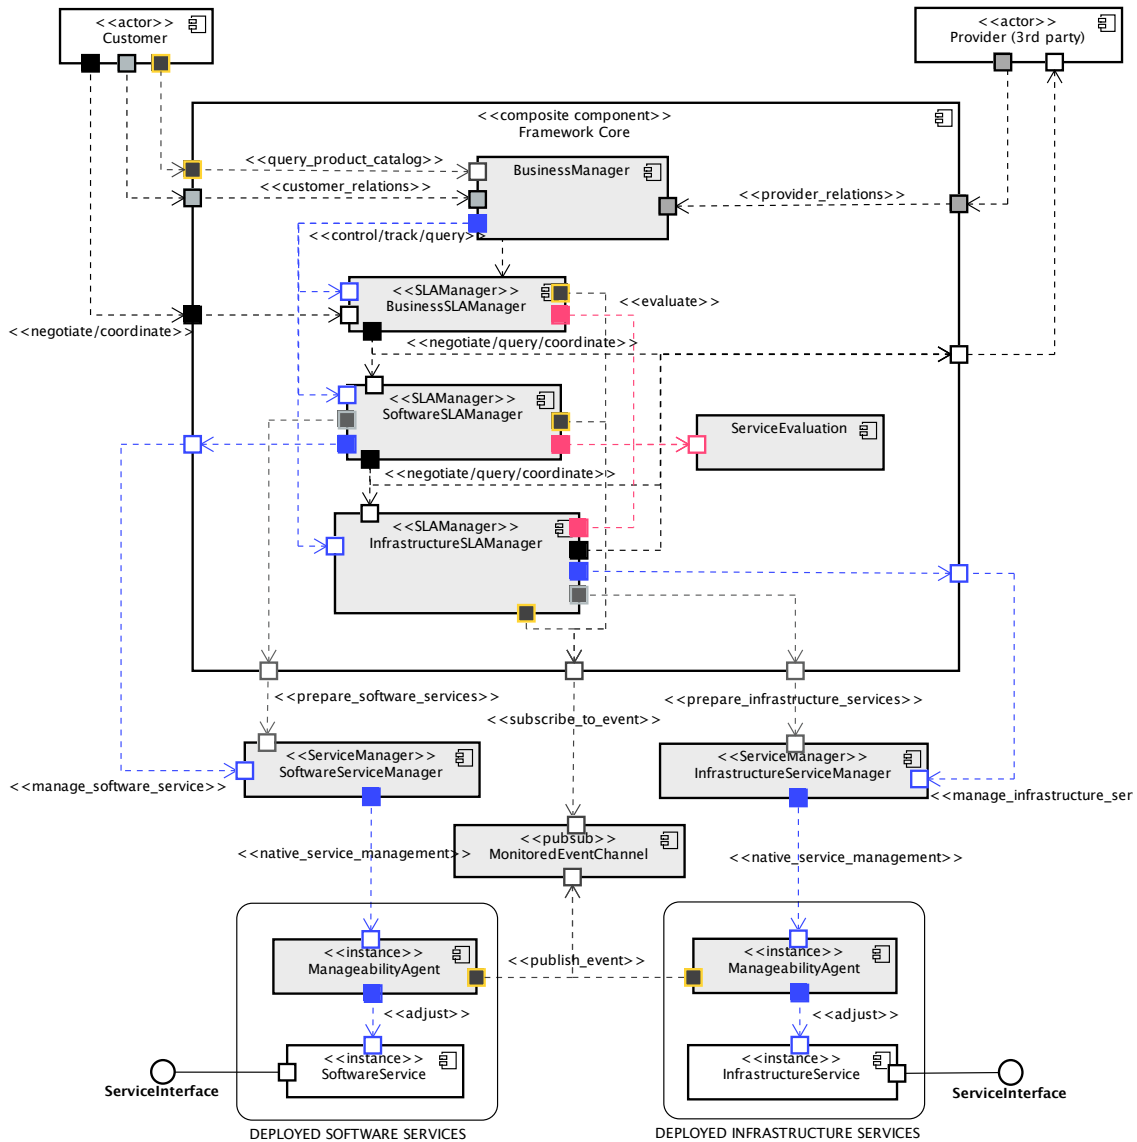 <<actor>>
Customer
<<actor>>
Provider (3rd party)
<<composite component>>
Framework Core
<<query_product_catalog>>
BusinessManager
<<customer_relations>>
<<provider_relations>>
<<control/track/query>>
<<SLAManager>>
BusinessSLAManager
<<evaluate>>
<<negotiate/coordinate>>
<<negotiate/query/coordinate>>
<<SLAManager>>
SoftwareSLAManager
ServiceEvaluation
<<negotiate/query/coordinate>>
<<SLAManager>>
InfrastructureSLAManager
<<prepare_software_services>>
<<prepare_infrastructure_services>>
<<subscribe_to_event>>
<<ServiceManager>>
SoftwareServiceManager
<<ServiceManager>>
InfrastructureServiceManager
<<manage_software_service>>
<<manage_infrastructure_ser
<<pubsub>>
MonitoredEventChannel
<<native_service_management>>
<<native_service_management>>
<<instance>>
ManageabilityAgent
<<publish_event>>
<<instance>>
ManageabilityAgent
<<adjust>>
<<adjust>>
<<instance>>
SoftwareService
<<instance>>
InfrastructureService
ServiceInterface
ServiceInterface
DEPLOYED SOFTWARE SERVICES
DEPLOYED INFRASTRUCTURE SERVICES